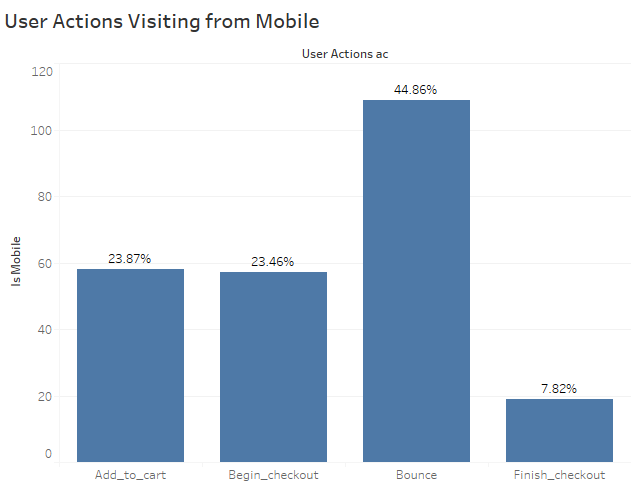 User Actions Visiting from Mobile
User Actions ac
120
100
80
60
40
20
0
Is Mobile
23.87%
23.46%
44.86%
7.82%
Add_to_cart
Begin_checkout
Bounce
Finish_checkout